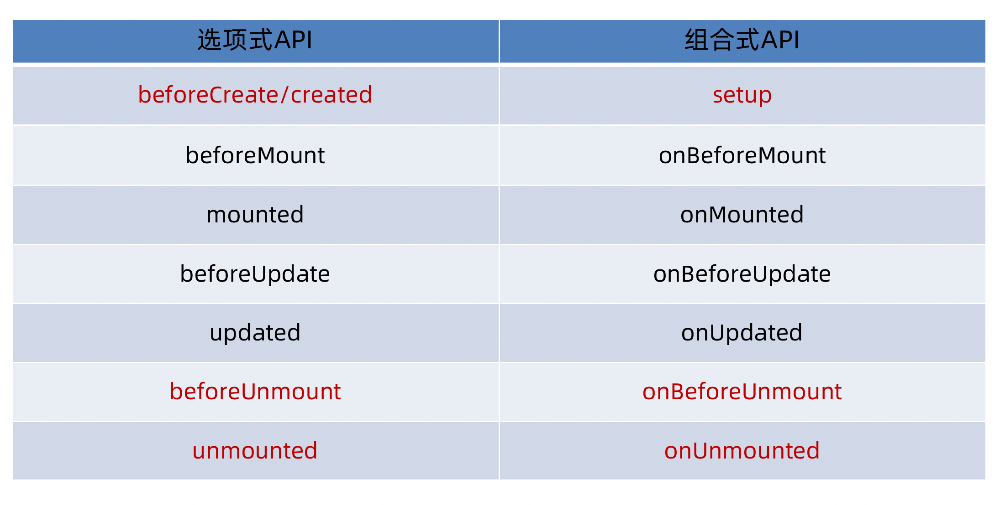 选项式API 组合式API
beforeCreate/created setup
beforeMount onBeforeMount
mounted onMounted
beforeUpdate onBeforeUpdate
updated onUpdated
beforeUnmount onBeforeUnmount
unmounted onUnmounted